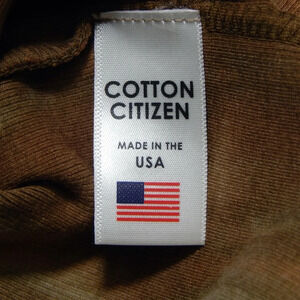 COTTON
CITIZEN
MADE IN THE
USA